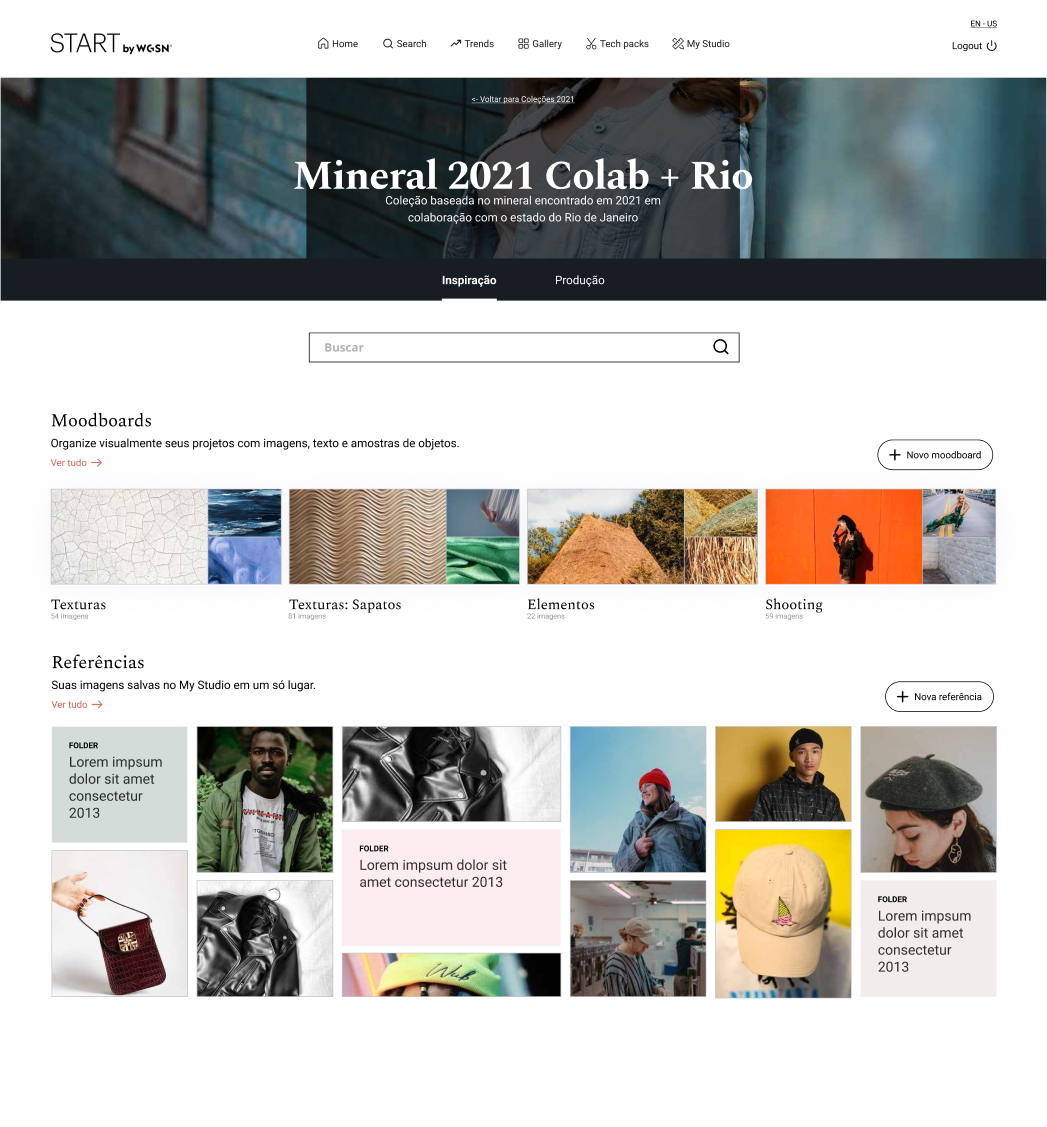 EN - US
START by WGSN
Home
Search
Trends
Gallery
Tech packs
My Studio
Logout
<- Voltar para Coleções 2021
Mineral 2021 Colab + Rio
Coleção baseada no mineral encontrado em 2021 em
colaboração com o estado do Rio de Janeiro
Inspiração
Produção
Buscar
Moodboards
Organize visualmente seus projetos com imagens, texto e amostras de objetos.
Ver tudo →
+ Novo moodboard
Texturas
54 imagens
Texturas: Sapatos
81 imagens
Elementos
22 imagens
Shooting
59 imagens
Referências
Suas imagens salvas no My Studio em um só lugar.
Ver tudo →
+ Nova referência
FOLDER
Lorem impsum
dolor sit amet
consectetur
2013
FOLDER
Lorem impsum dolor sit
amet consectetur 2013
FOLDER
Lorem impsum
dolor sit amet
consectetur
2013